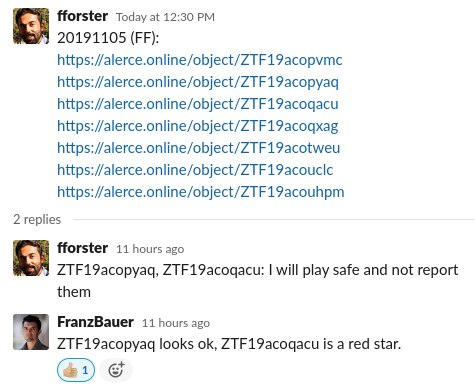 fforster Today at 12:30 PM
20191105 (FF):
https://alerce.online/object/ZTF19acopvmc
https://alerce.online/object/ZTF19acopyaq
https://alerce.online/object/ZTF19acoqacu
https://alerce.online/object/ZTF19acoqxag
https://alerce.online/object/ZTF19acotweu
https://alerce.online/object/ZTF19acouclc
https://alerce.online/object/ZTF19acouhpm
2 replies
fforster 11 hours ago
ZTF19acopyaq, ZTF19acoqacu: I will play safe and not report
them
FranzBauer 11 hours ago
ZTF19acopyaq looks ok, ZTF19acoqacu is a red star.
1